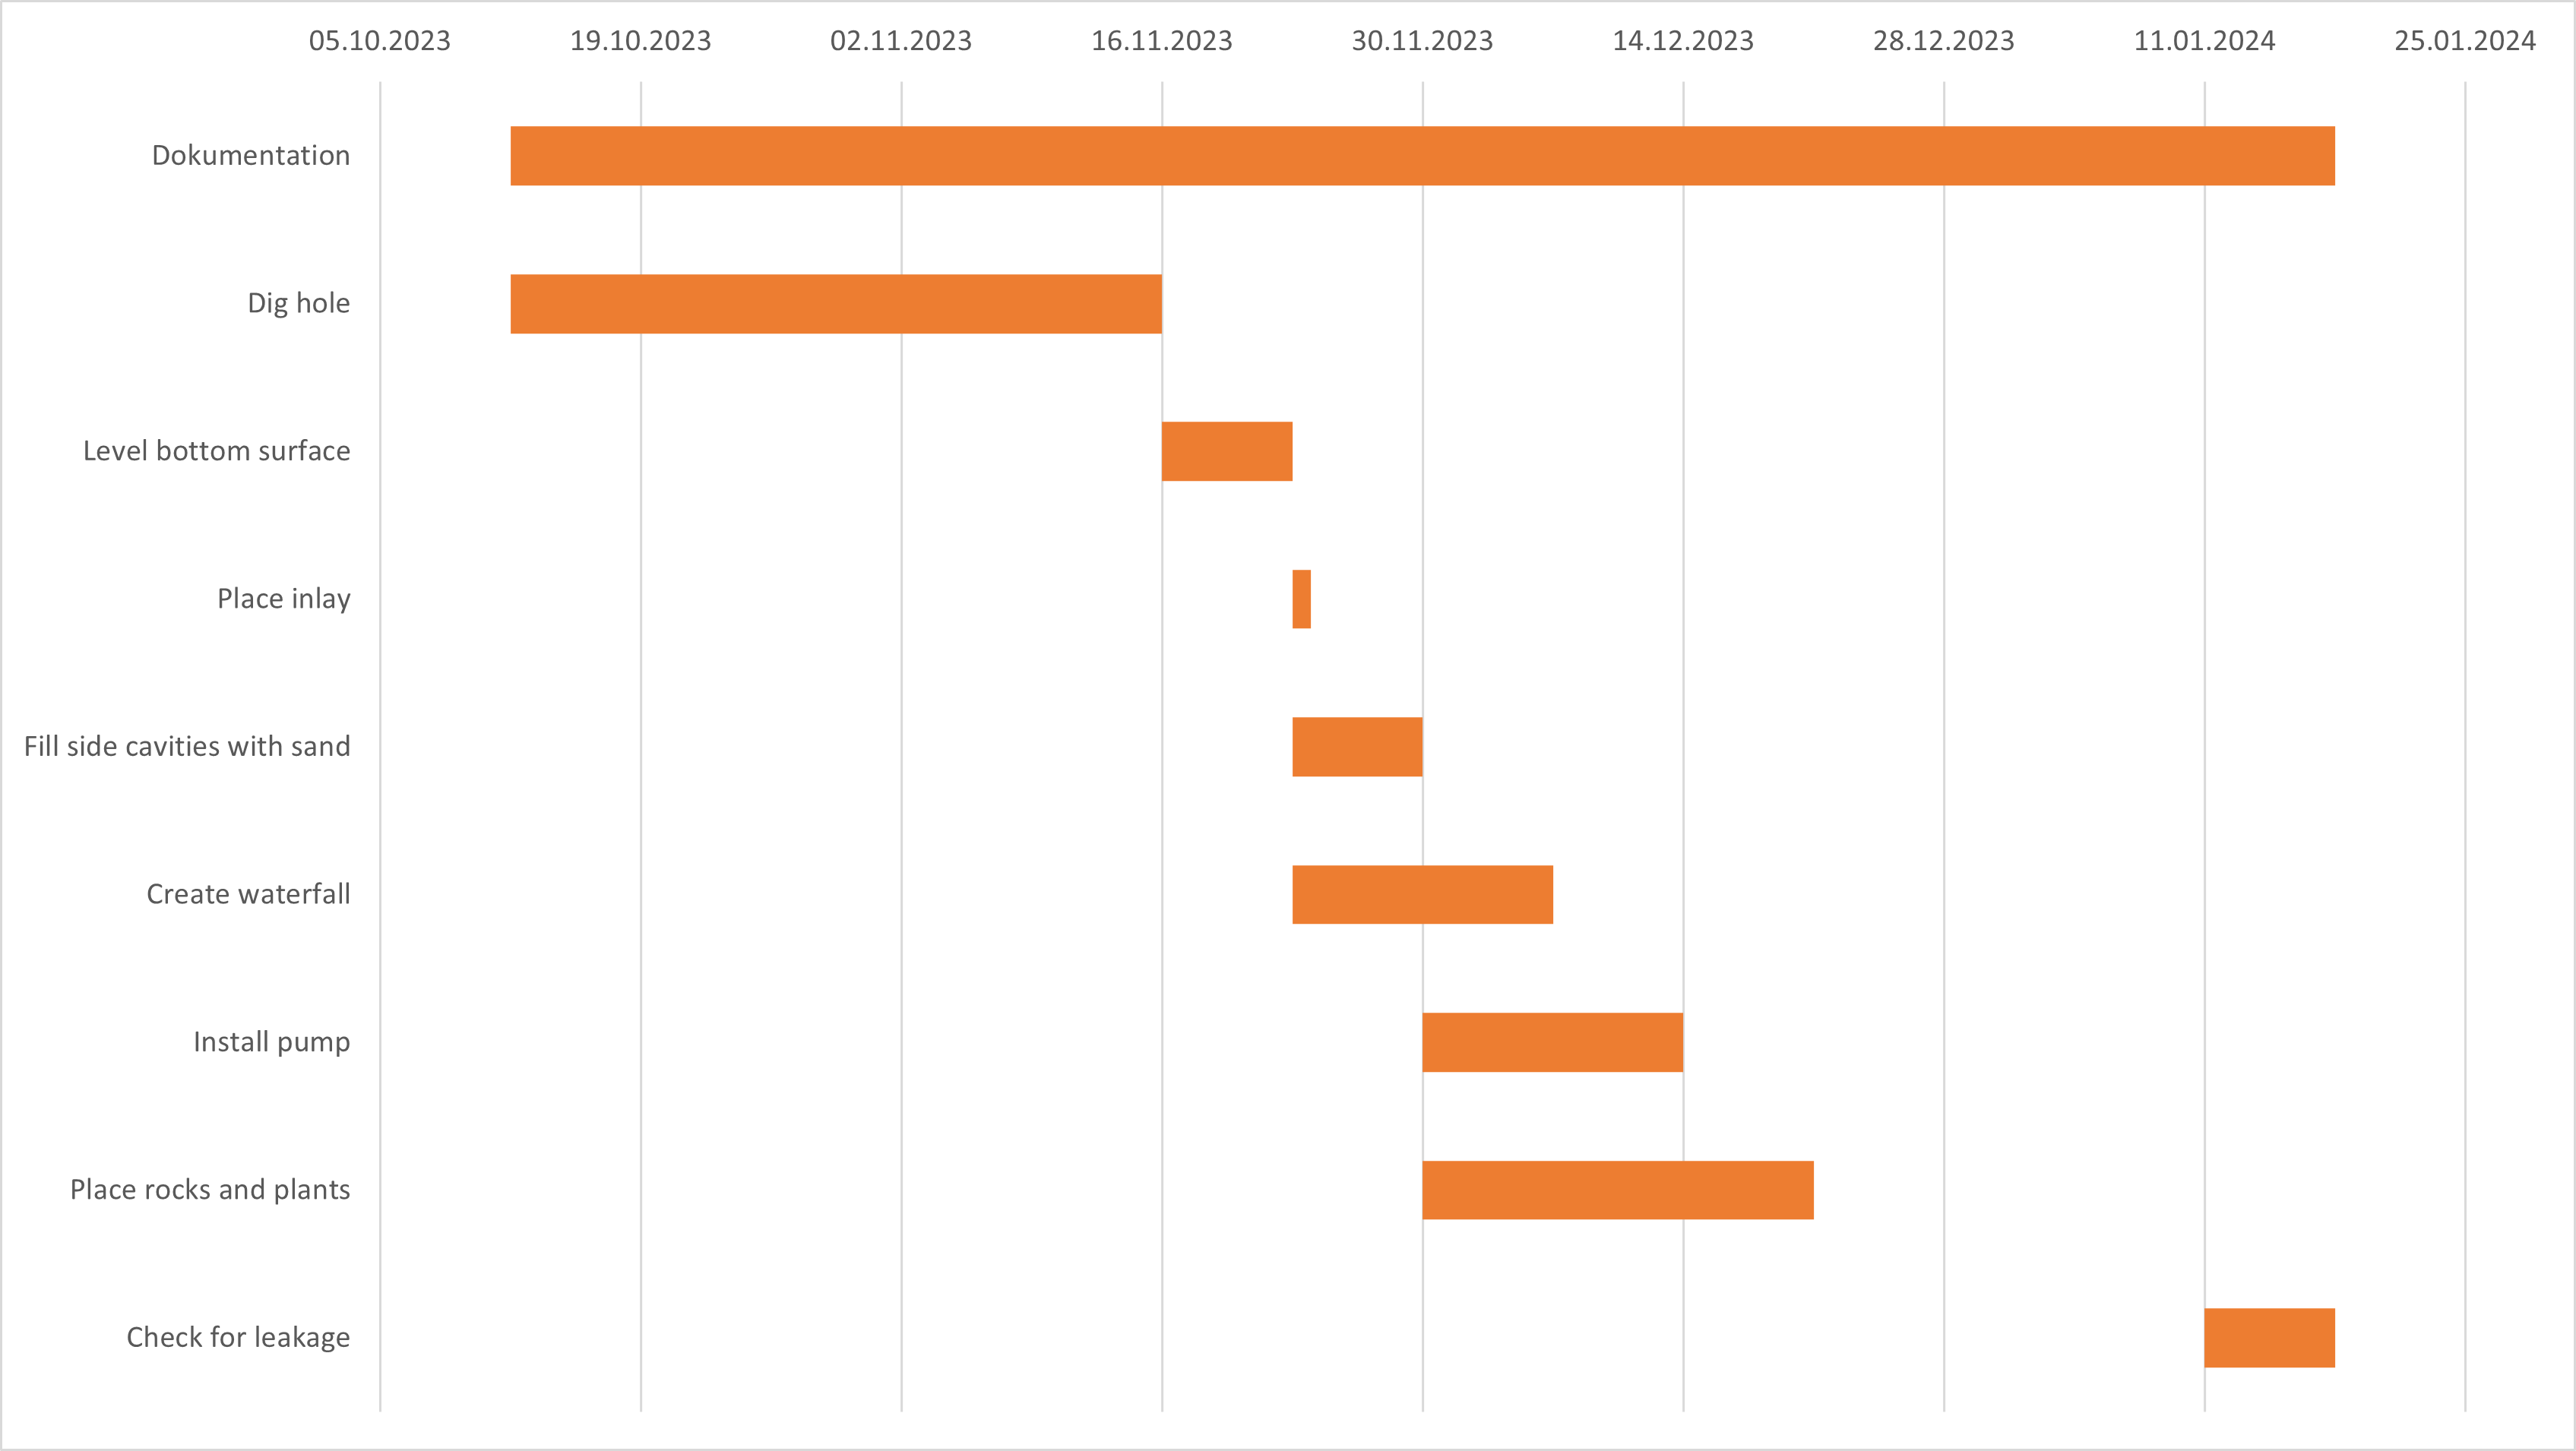 05.10.2023 19.10.2023 02.11.2023 16.11.2023 30.11.2023 14.12.2023 28.12.2023 11.01.2024 25.01.2024
Dokumentation
Dig hole
Level bottom surface
Place inlay
Fill side cavities with sand
Create waterfall
Install pump
Place rocks and plants
Check for leakage